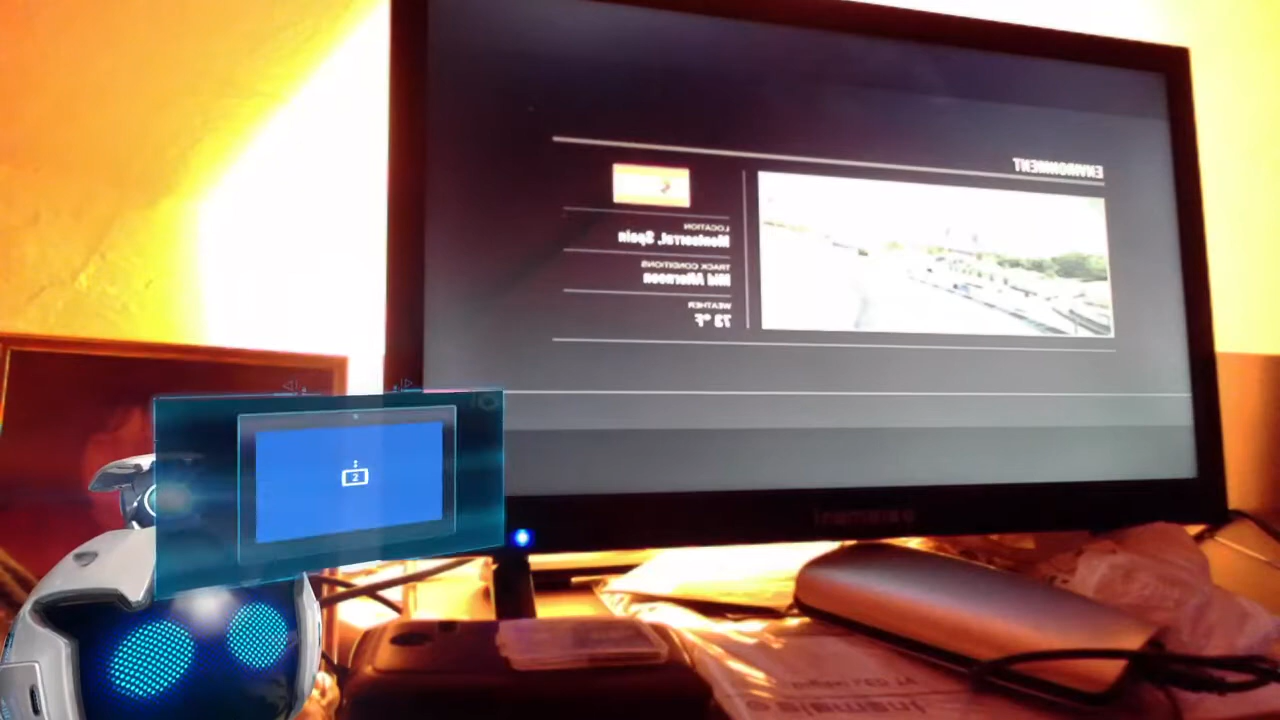 ENVIRONMENT
LOCATION
Montserrat, Spain
TRACK CONDITIONS
Mid Afternoon
WEATHER
73 °F
2